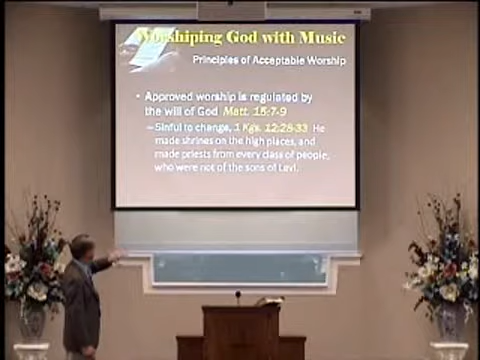 Worshiping God with Music
Principles of Acceptable Worship
• Approved worship is regulated by
the will of God Matt. 15:7-9
–Sinful to change, 1 Kgs. 12:28-33 He
made shrines on the high places, and
made priests from every class of people,
who were not of the sons of Levi.